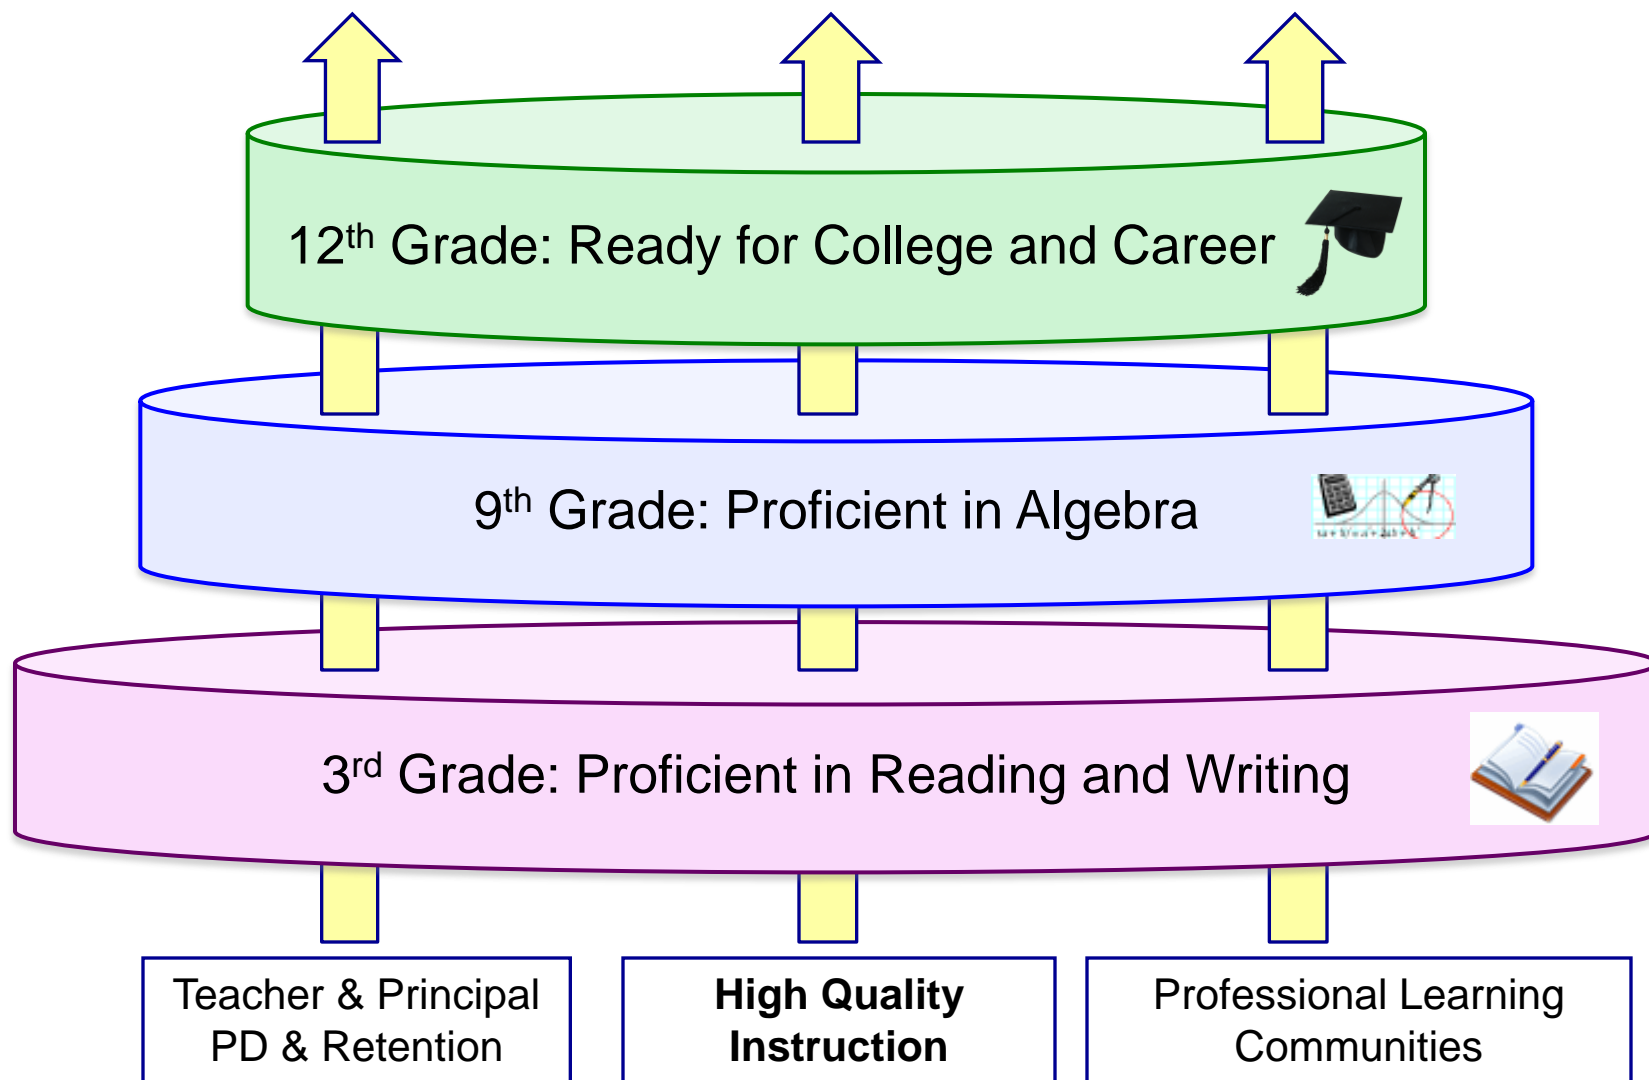 12th Grade: Ready for College and Career
9th Grade: Proficient in Algebra
3rd Grade: Proficient in Reading and Writing
Teacher & Principal
PD & Retention
High Quality
Instruction
Professional Learning
Communities